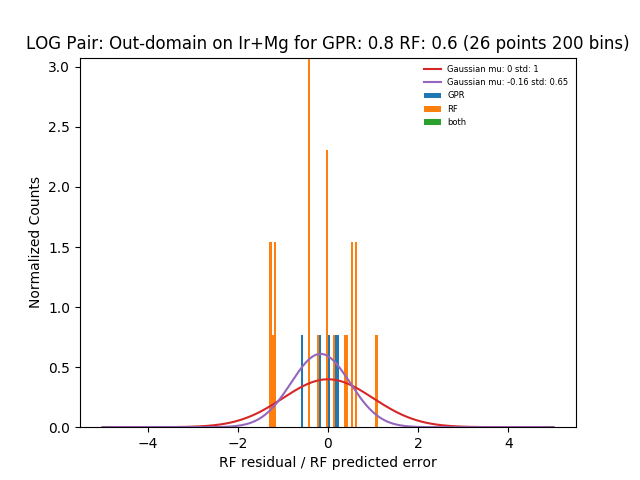 LOG Pair: Out-domain on Ir+Mg for GPR: 0.8 RF: 0.6 (26 points 200 bins)
Gaussian mu: 0 std: 1
Gaussian mu: -0.16 std: 0.65
GPR
RF
both
Normalized Counts
3.0
2.5
2.0
1.5
1.0
0.5
0.0
−4 −2 0 2 4
RF residual / RF predicted error